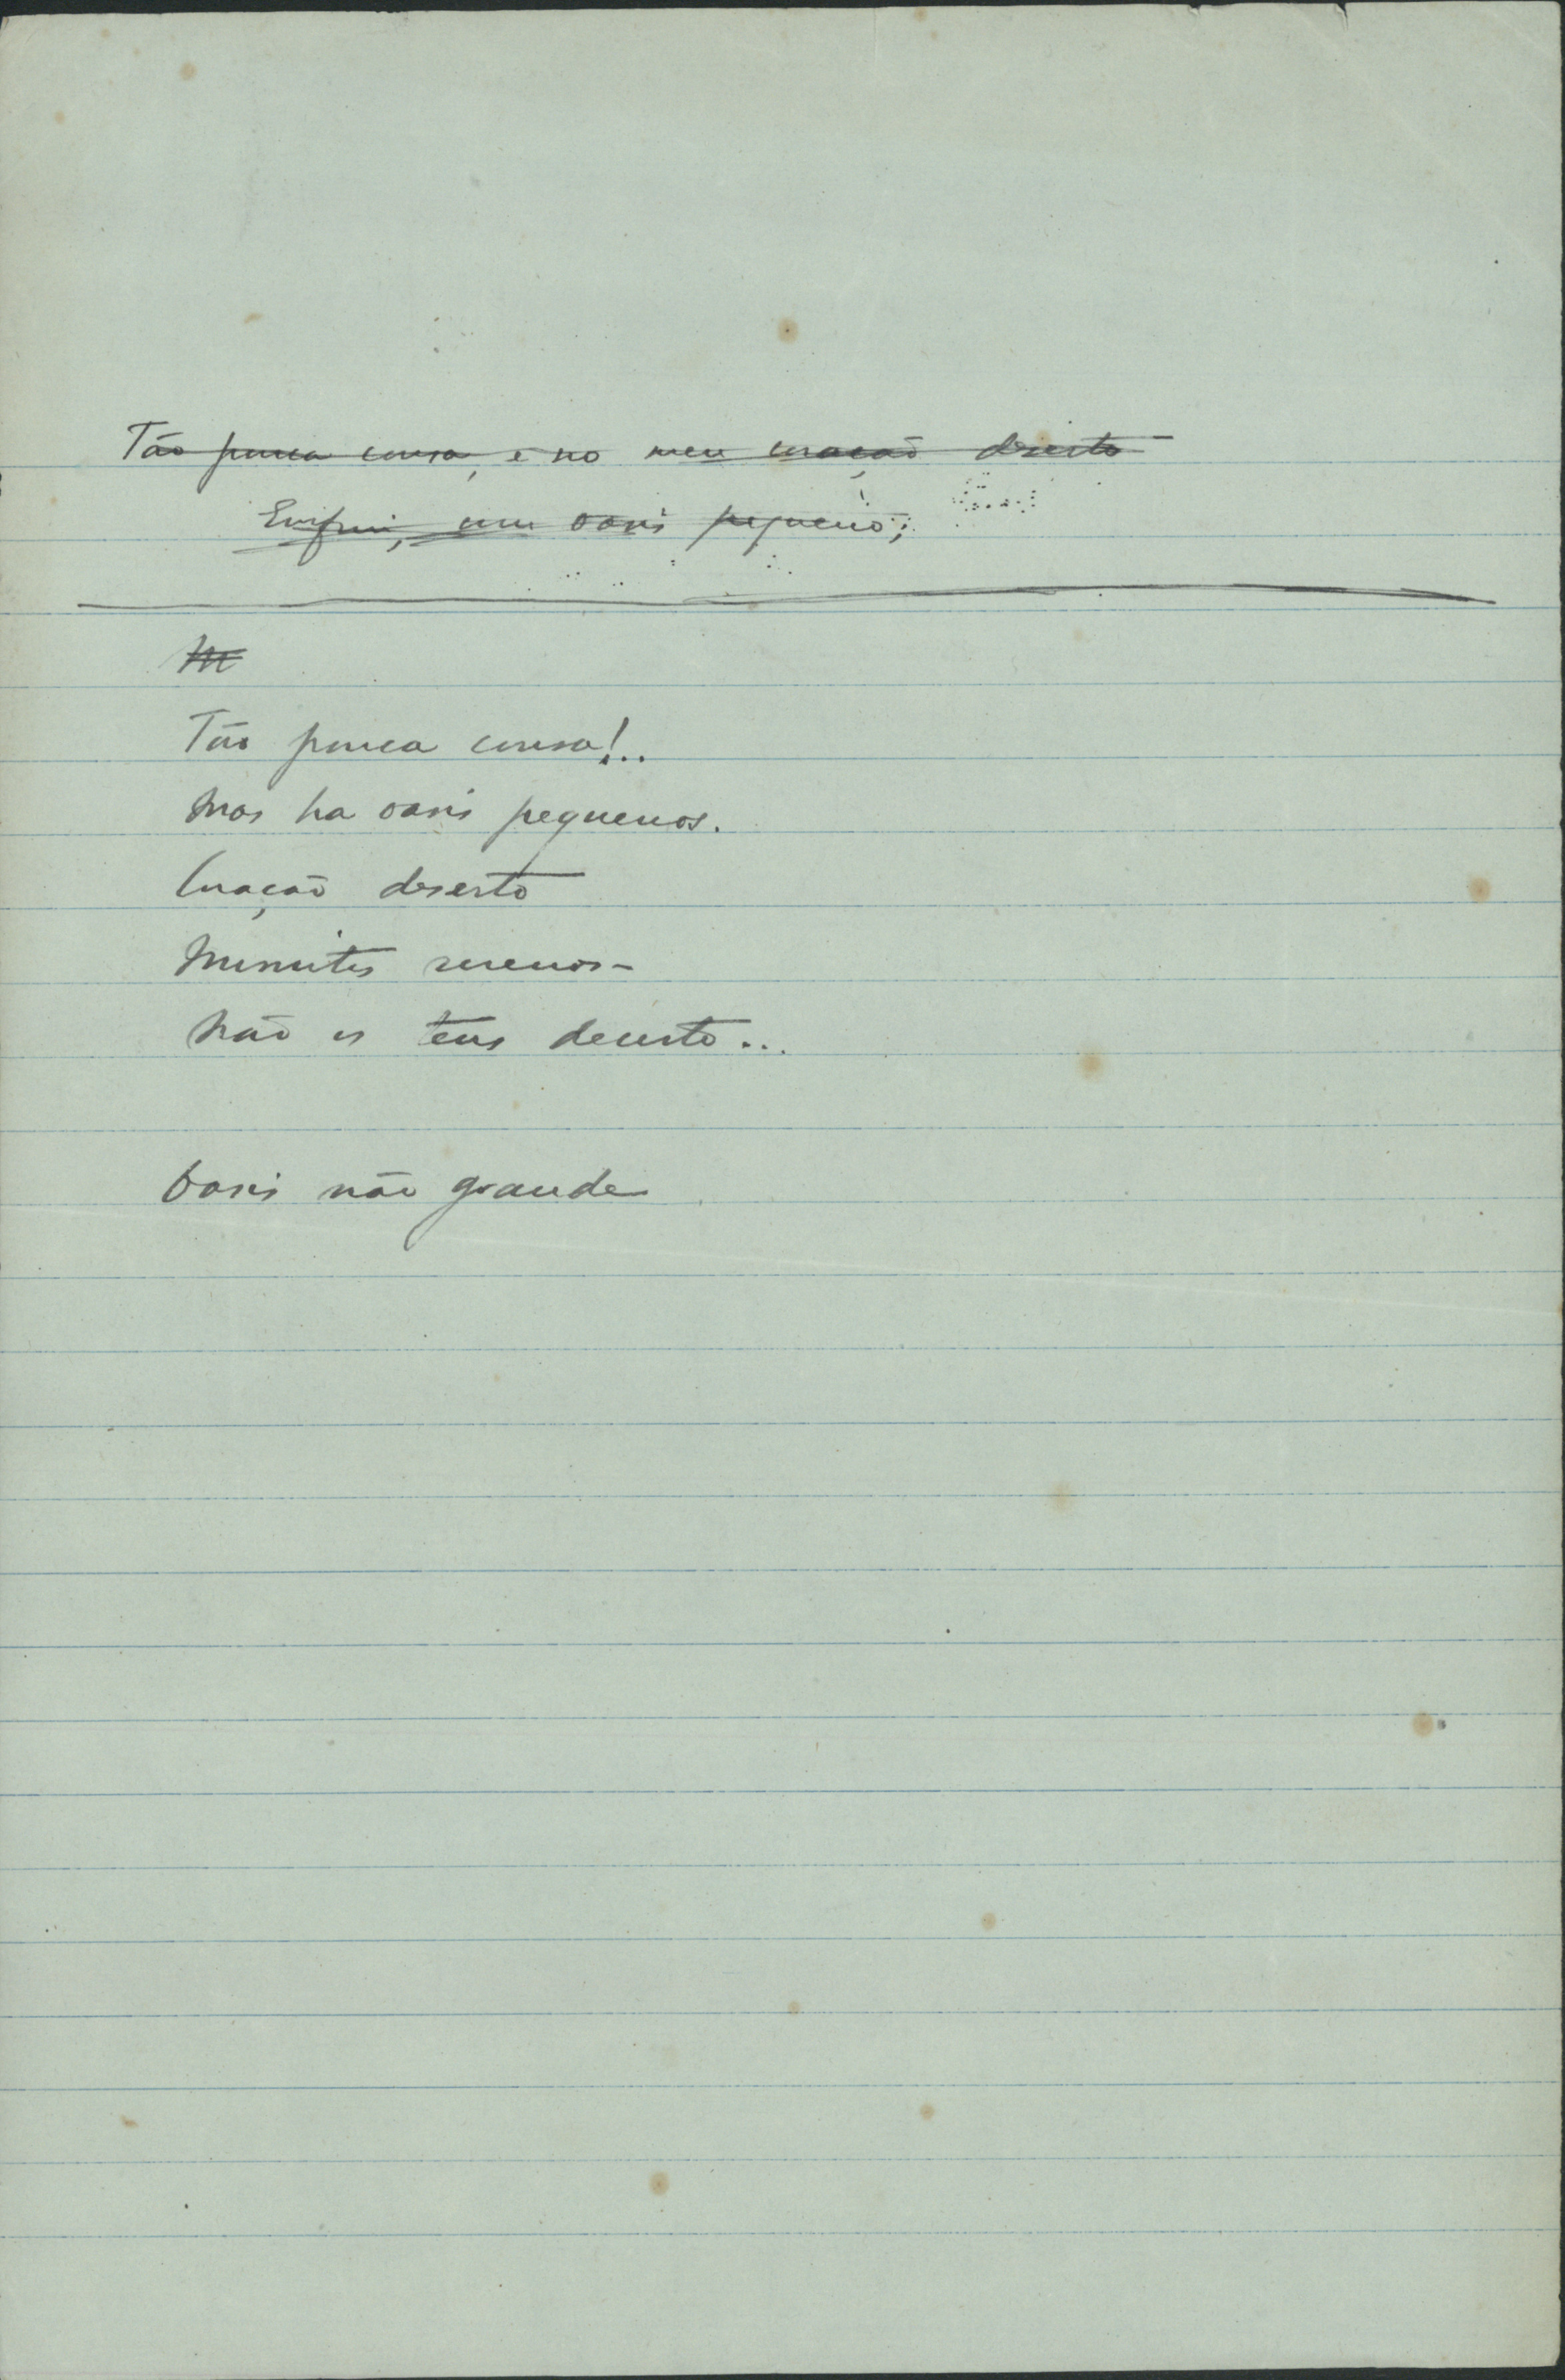 Tão pouca cousa, e no meu coração deserto
Enfim, um oasis pequeno;
M
Tão pouca cousa!..
Mas ha oasis pequenos.
Coração deserto
Minutos serenos –
Não os tens decerto...
Oasis não grande